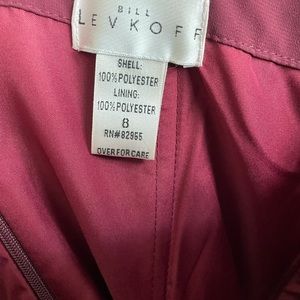 BILL
LEVKOFF
SHELL:
100%POLYESTER
LINING:
100%POLYESTER
8
RN#82955
OVER FOR CARE